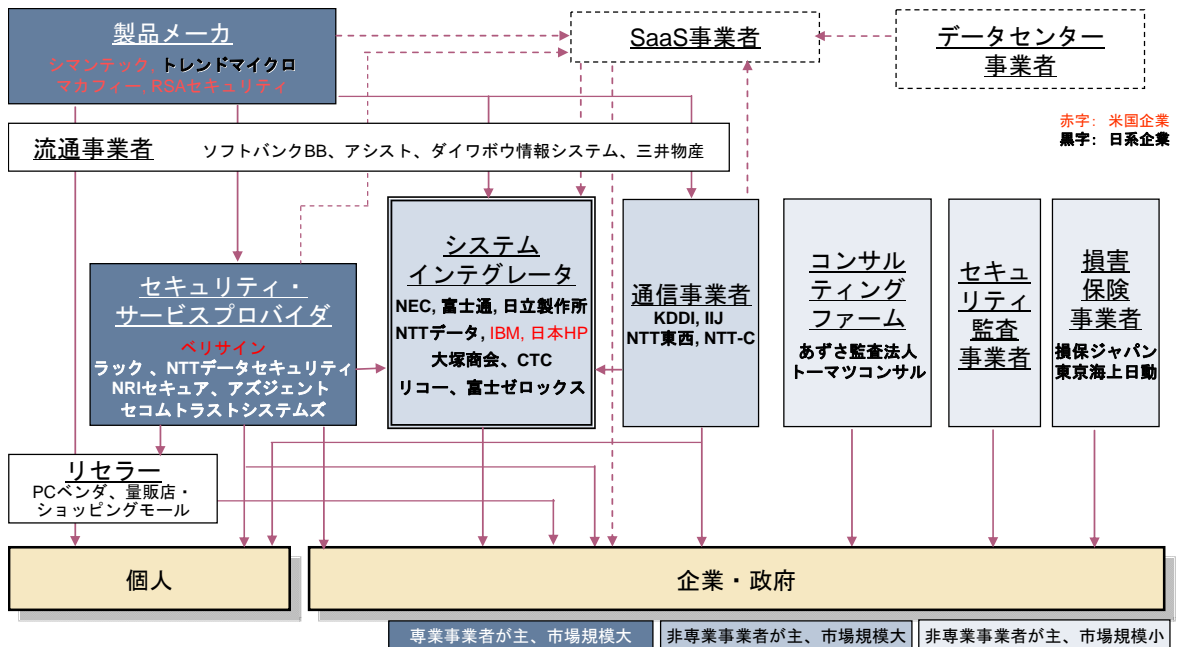 製品メーカ
シマンテック, トレンドマイクロ
マカフィー, RSAセキュリティ
SaaS事業者
データセンター
事業者
赤字： 米国企業
黒字： 日系企業
流通事業者
ソフトバンクBB、アシスト、ダイワボウ情報システム、三井物産
セキュリティ・
サービスプロバイダ
ベリサイン
ラック 、NTTデータセキュリティ
NRIセキュア、アズジェント
セコムトラストシステムズ
システム
インテグレータ
NEC, 富士通, 日立製作所
NTTデータ, IBM, 日本HP
大塚商会、CTC
リコー、富士ゼロックス
通信事業者
KDDI, IIJ
NTT東西, NTT-C
コンサル
ティング
ファーム
あずさ監査法人
トーマツコンサル
セキュ
リティ
監査
事業者
損害
保険
事業者
損保ジャパン
東京海上日動
リセラー
PCベンダ、量販店・
ショッピングモール
個人
企業・政府
専業事業者が主、市場規模大
非専業事業者が主、市場規模大
非専業事業者が主、市場規模小